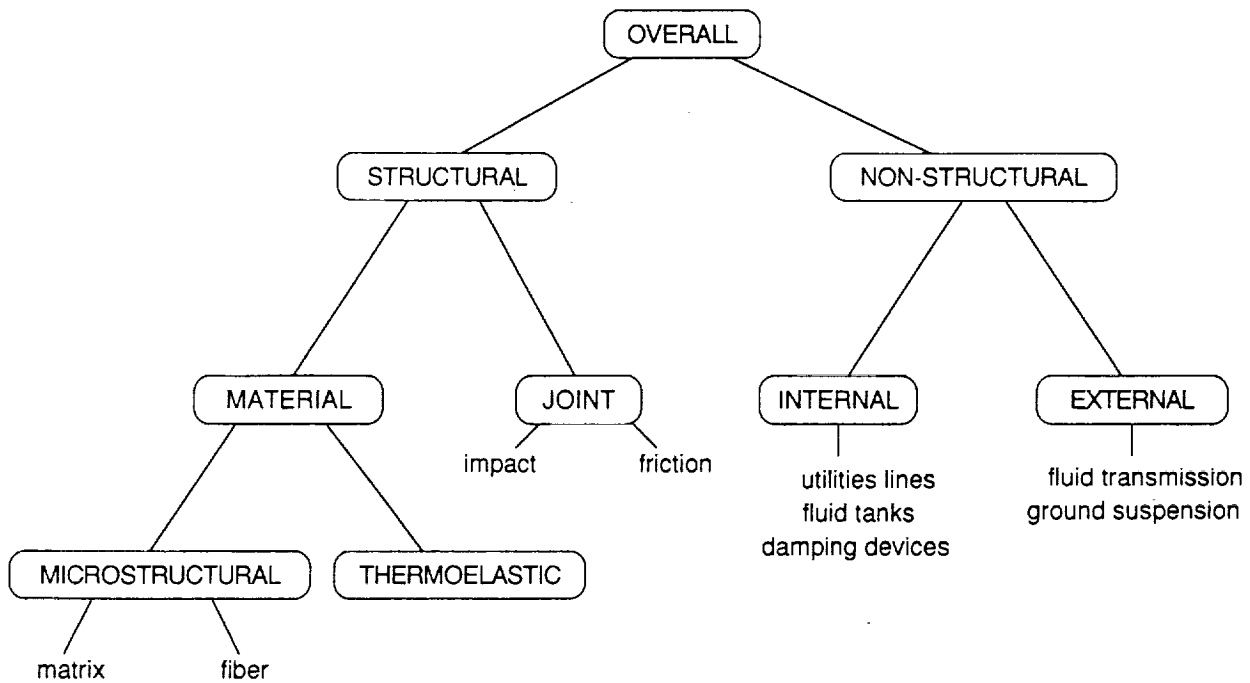 OVERALL
STRUCTURAL
NON-STRUCTURAL
MATERIAL
JOINT
INTERNAL
EXTERNAL
impact
friction
utilities lines
fluid tanks
damping devices
fluid transmission
ground suspension
MICROSTRUCTURAL
THERMOELASTIC
matrix
fiber